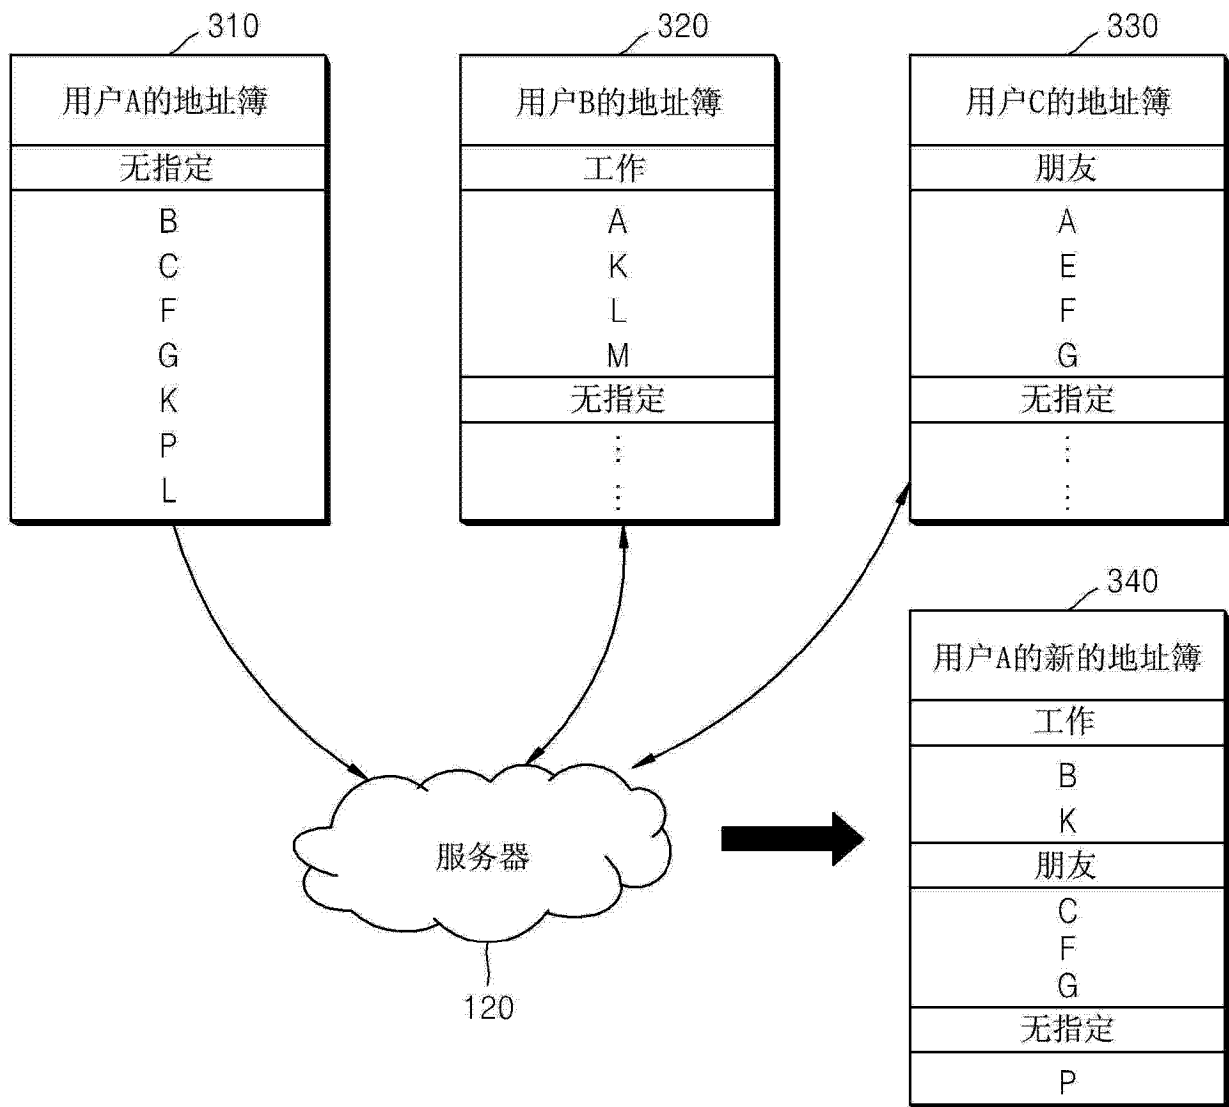 310
用户A的地址簿
无指定
B
C
F
G
K
P
L
320
用户B的地址簿
工作
A
K
L
M
无指定
⋮
⋮
330
用户C的地址簿
朋友
A
E
F
G
无指定
⋮
⋮
服务器
120
340
用户A的新的地址簿
工作
B
K
朋友
C
F
G
无指定
P